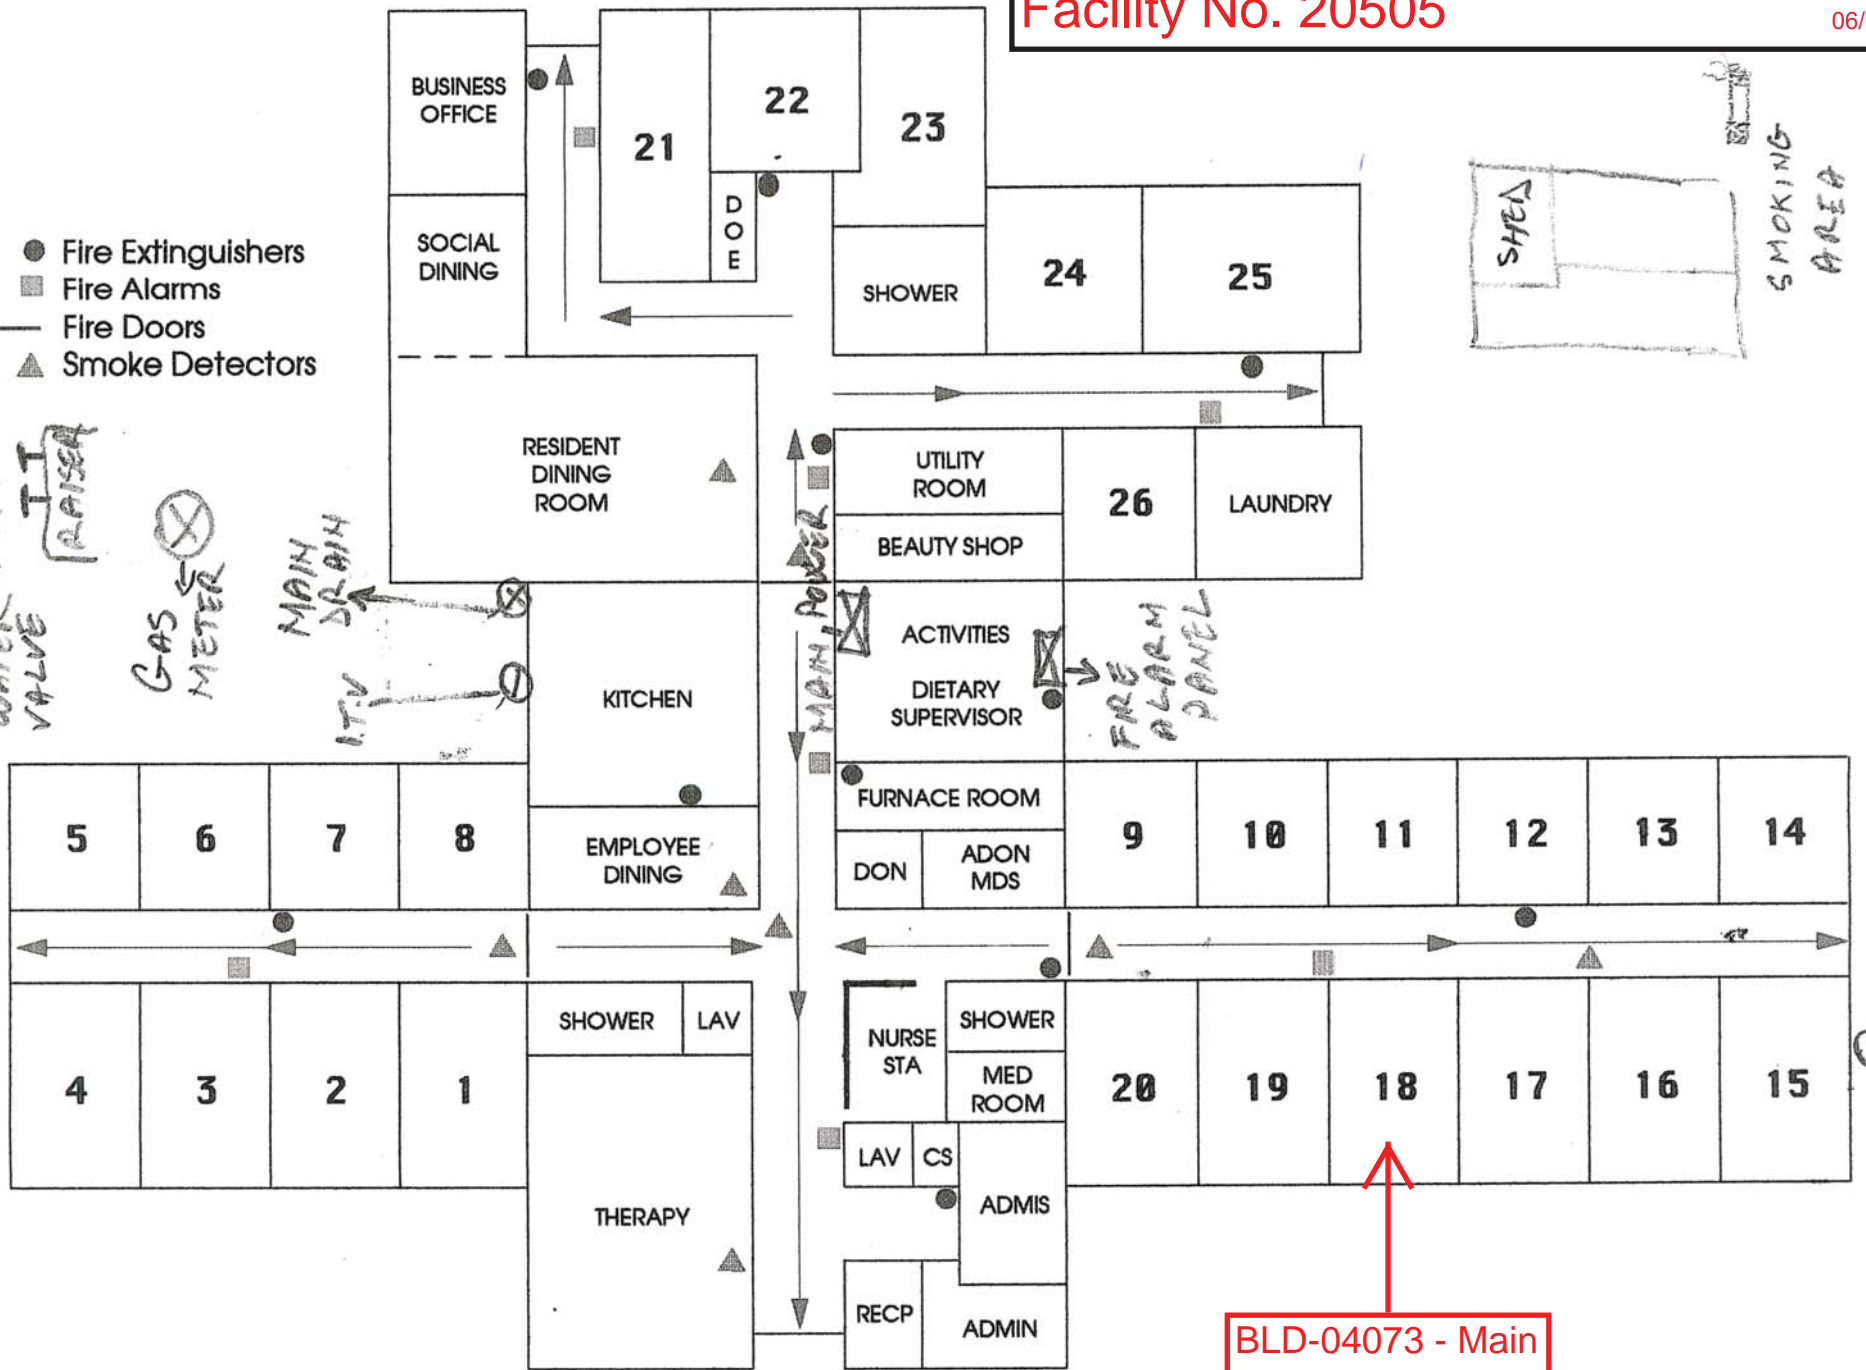 Facility No. 20505
06/
BUSINESS
OFFICE
21
22
23
DOE
SOCIAL
DINING
SHOWER
24
25
SHED
SMOKING
AREA
Fire Extinguishers
Fire Alarms
Fire Doors
Smoke Detectors
RESIDENT
DINING
ROOM
UTILITY
ROOM
BEAUTY SHOP
26
LAUNDRY
RAISER
GAS
METER
MAIN
DRAIN
VALVE
I.T.V
MAIN POWER
KITCHEN
ACTIVITIES
DIETARY
SUPERVISOR
FIRE
ALARM
PANEL
FURNACE ROOM
DON
ADON
MDS
EMPLOYEE
DINING
5
6
7
8
9
10
11
12
13
14
4
3
2
1
SHOWER
LAV
NURSE
STA
SHOWER
MED
ROOM
20
19
18
17
16
15
LAV
CS
ADMIS
THERAPY
RECP
ADMIN
BLD-04073 - Main